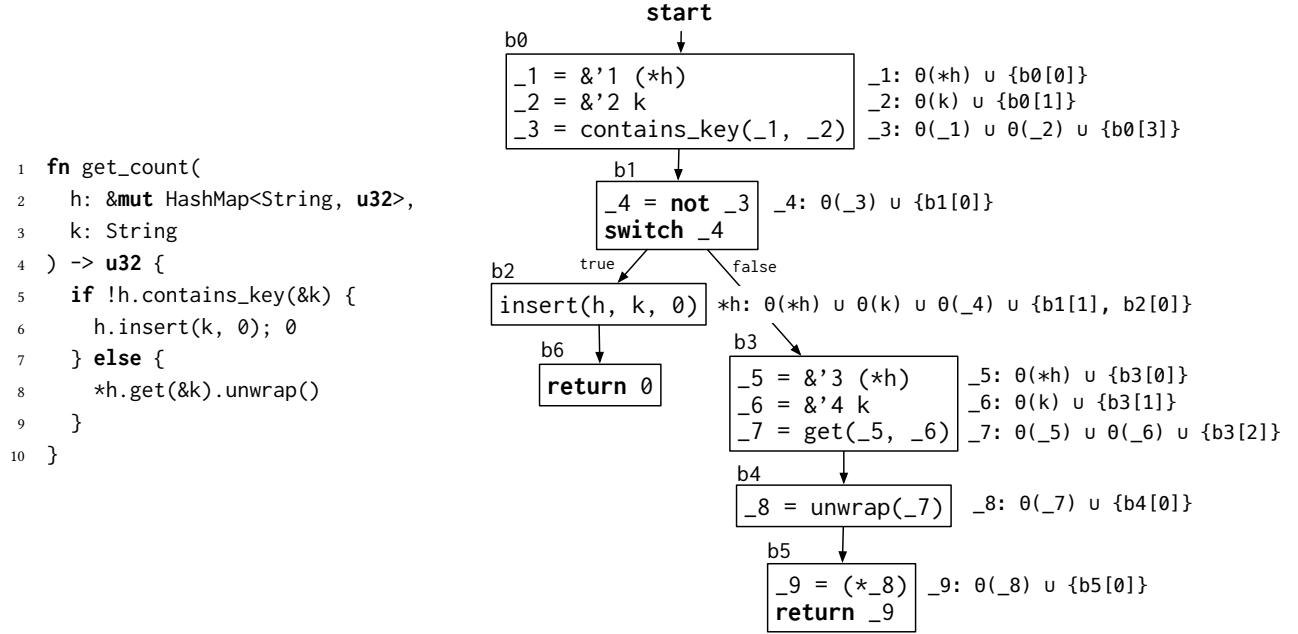 1 fn get_count(
2 h: &mut HashMap<String, u32>,
3 k: String
4 ) -> u32 {
5 if !h.contains_key(&k) {
6 h.insert(k, 0); 0
7 } else {
8 *h.get(&k).unwrap()
9 }
10 }
start
b0
_1 = &’1 (*h) _1: θ(*h) ∪ {b0[0]}
_2 = &’2 k _2: θ(k) ∪ {b0[1]}
_3 = contains_key(_1, _2) _3: θ(_1) ∪ θ(_2) ∪ {b0[3]}
b1
_4 = not _3 _4: θ(_3) ∪ {b1[0]}
switch _4
true false
b2
insert(h, k, 0) *h: θ(*h) ∪ θ(k) ∪ θ(_4) ∪ {b1[1], b2[0]}
b6
return 0
b3
_5 = &’3 (*h) _5: θ(*h) ∪ {b3[0]}
_6 = &’4 k _6: θ(k) ∪ {b3[1]}
_7 = get(_5, _6) _7: θ(_5) ∪ θ(_6) ∪ {b3[2]}
b4
_8 = unwrap(_7) _8: θ(_7) ∪ {b4[0]}
b5
_9 = (*_8) _9: θ(_8) ∪ {b5[0]}
return _9